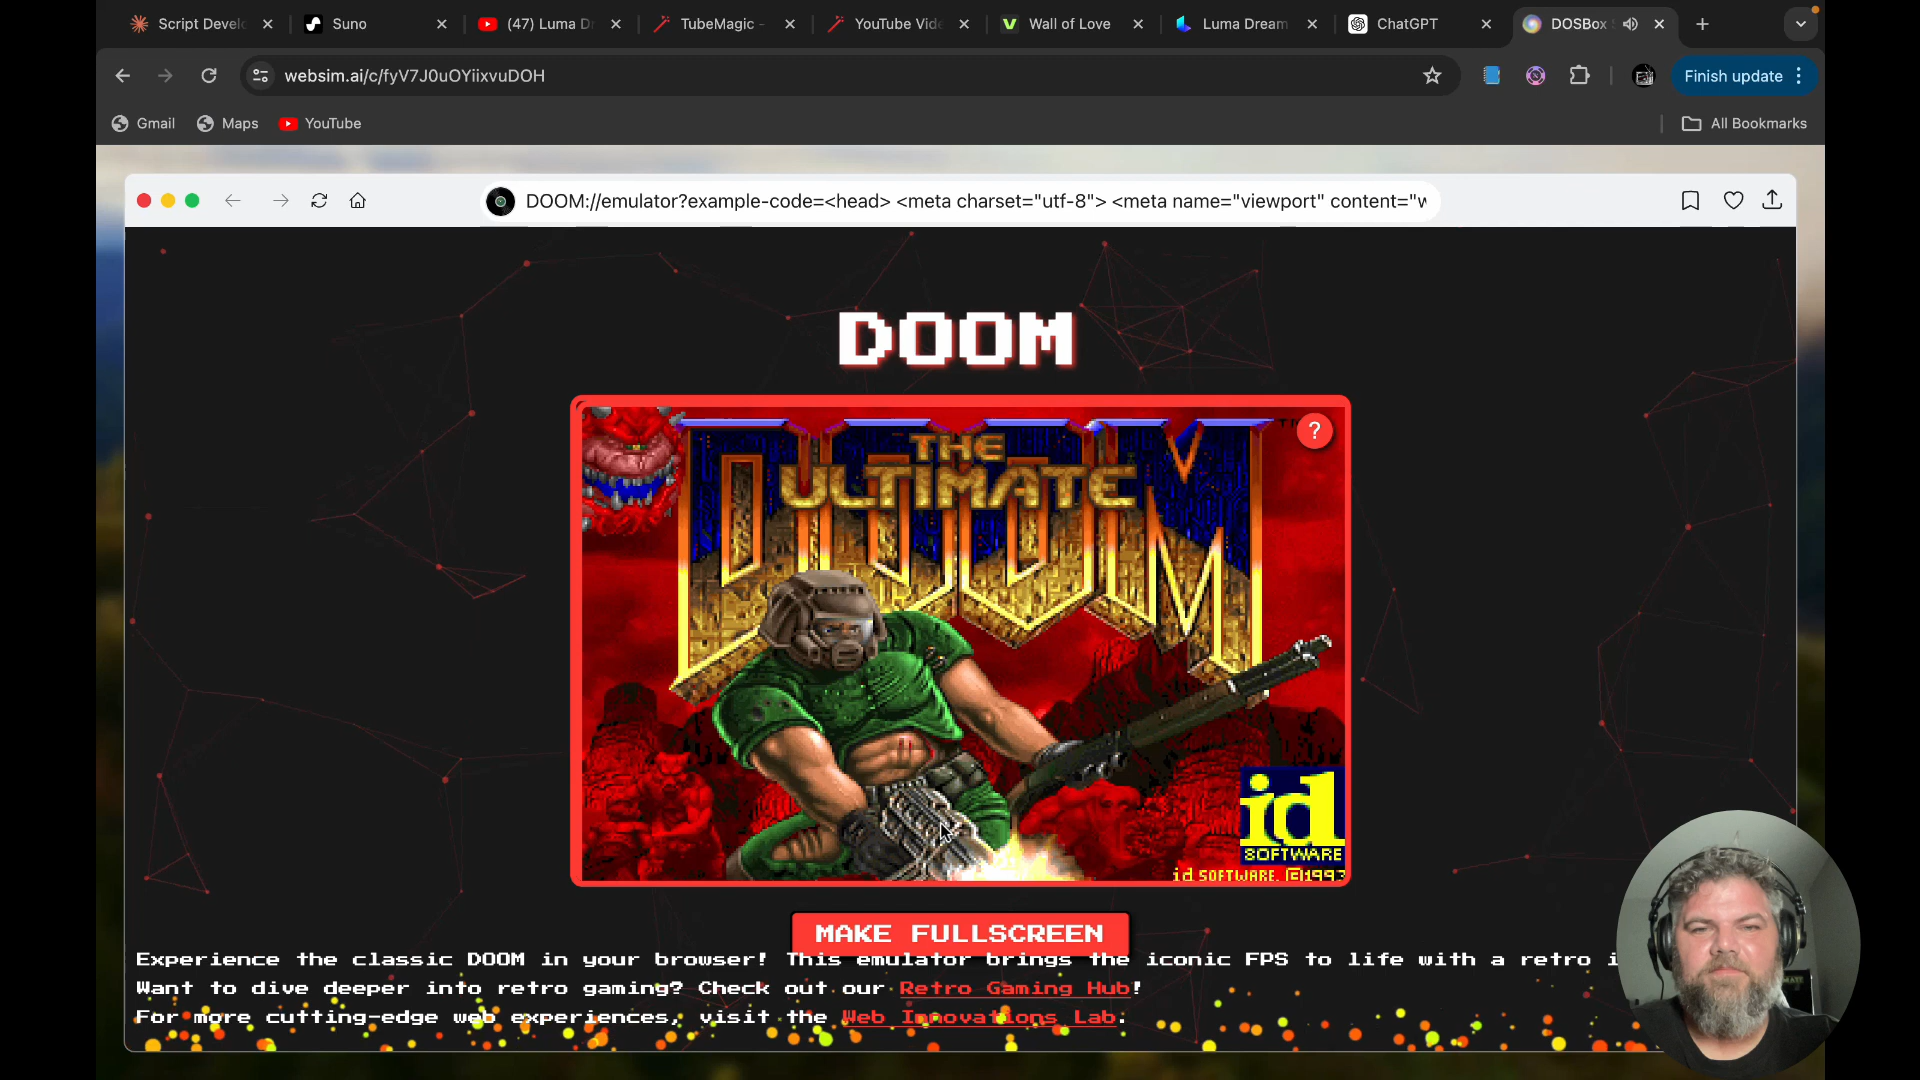 Script Devel
Suno
(47) Luma D
TubeMagic -
YouTube Vid
Wall of Love
Luma Dream
ChatGPT
DOSBox
websim.ai/c/fyV7J0uOYiixvuDOH
Finish update
Gmail
Maps
YouTube
All Bookmarks
DOOM://emulator?example-code=<head> <meta charset="utf-8"> <meta name="viewport" content="w
DOOM
?
THE
ULTIMATE
DOOM
id
SOFTWARE
id SOFTWARE, ©1993
MAKE FULLSCREEN
Experience the classic DOOM in your browser! This emulator brings the iconic FPS to life with a retro i
Want to dive deeper into retro gaming? Check out our Retro Gaming Hub!
For more cutting-edge web experiences, visit the Web Innovations Lab.